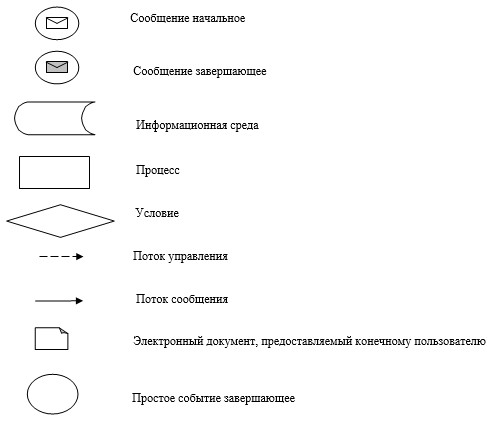 Сообщение начальное
Сообщение завершающее
Информационная среда
Процесс
Условие
Поток управления
Поток сообщения
Электронный документ, предоставляемый конечному пользователю
Простое событие завершающее